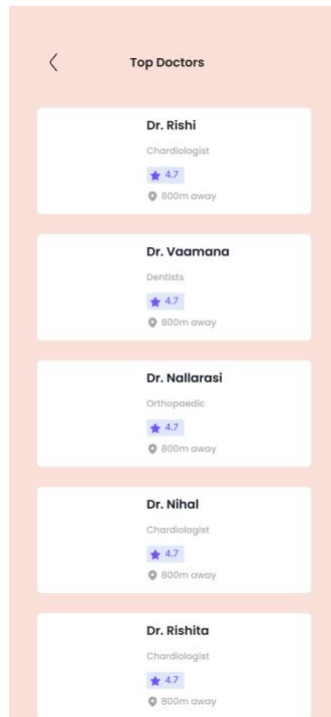 Top Doctors
Dr. Rishi
Chardiologist
4.7
800m away
Dr. Vaamana
Dentists
4.7
800m away
Dr. Nallarasi
Orthopaedic
4.7
800m away
Dr. Nihal
Chardiologist
4.7
800m away
Dr. Rishita
Chardiologist
4.7
800m away